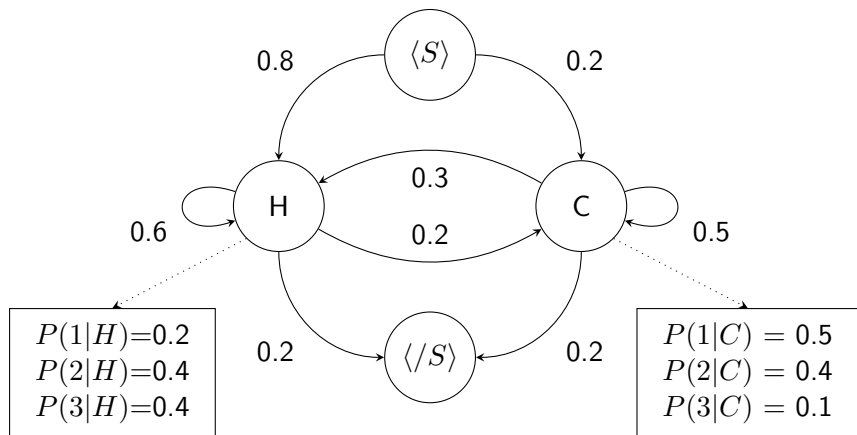 ⟨S⟩
0.8
0.2
0.3
H
C
0.6
0.2
0.5
P(1|H)=0.2
P(2|H)=0.4
P(3|H)=0.4
0.2
⟨/S⟩
0.2
P(1|C) = 0.5
P(2|C) = 0.4
P(3|C) = 0.1